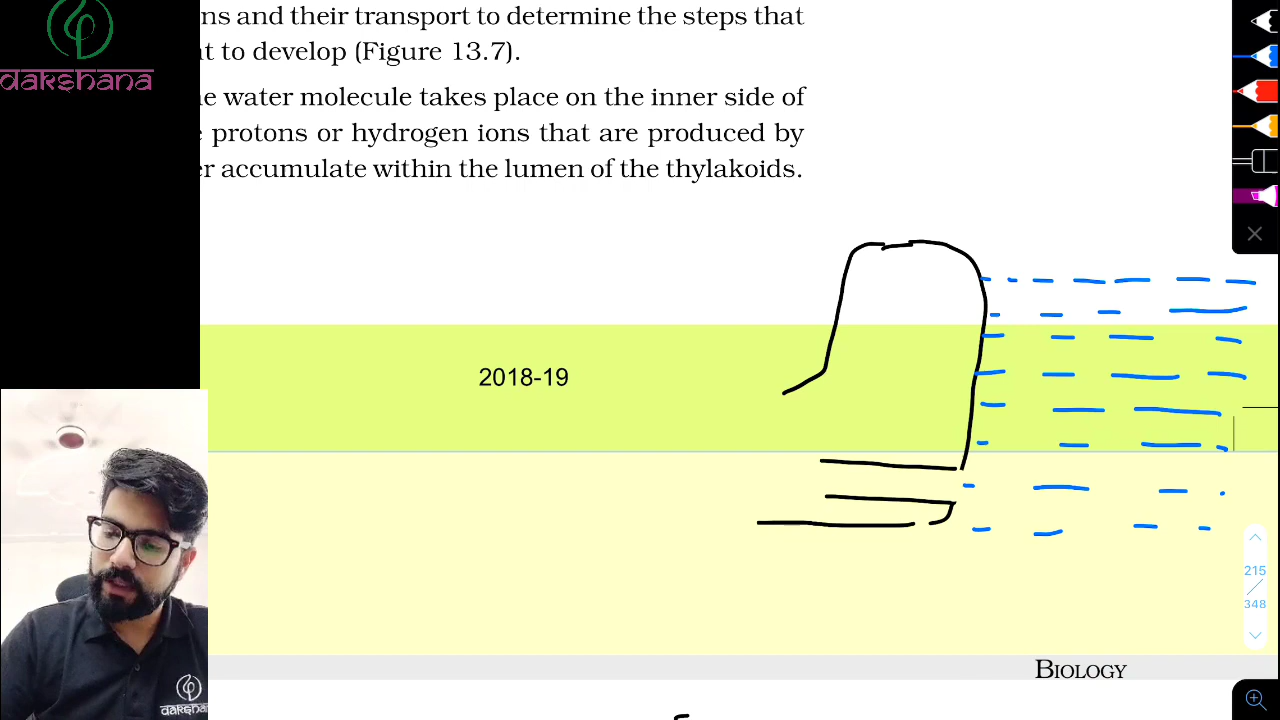 dakshana
ns and their transport to determine the steps that
t to develop (Figure 13.7).
e water molecule takes place on the inner side of
protons or hydrogen ions that are produced by
er accumulate within the lumen of the thylakoids.
2018-19
215
348
BIOLOGY
dakshana